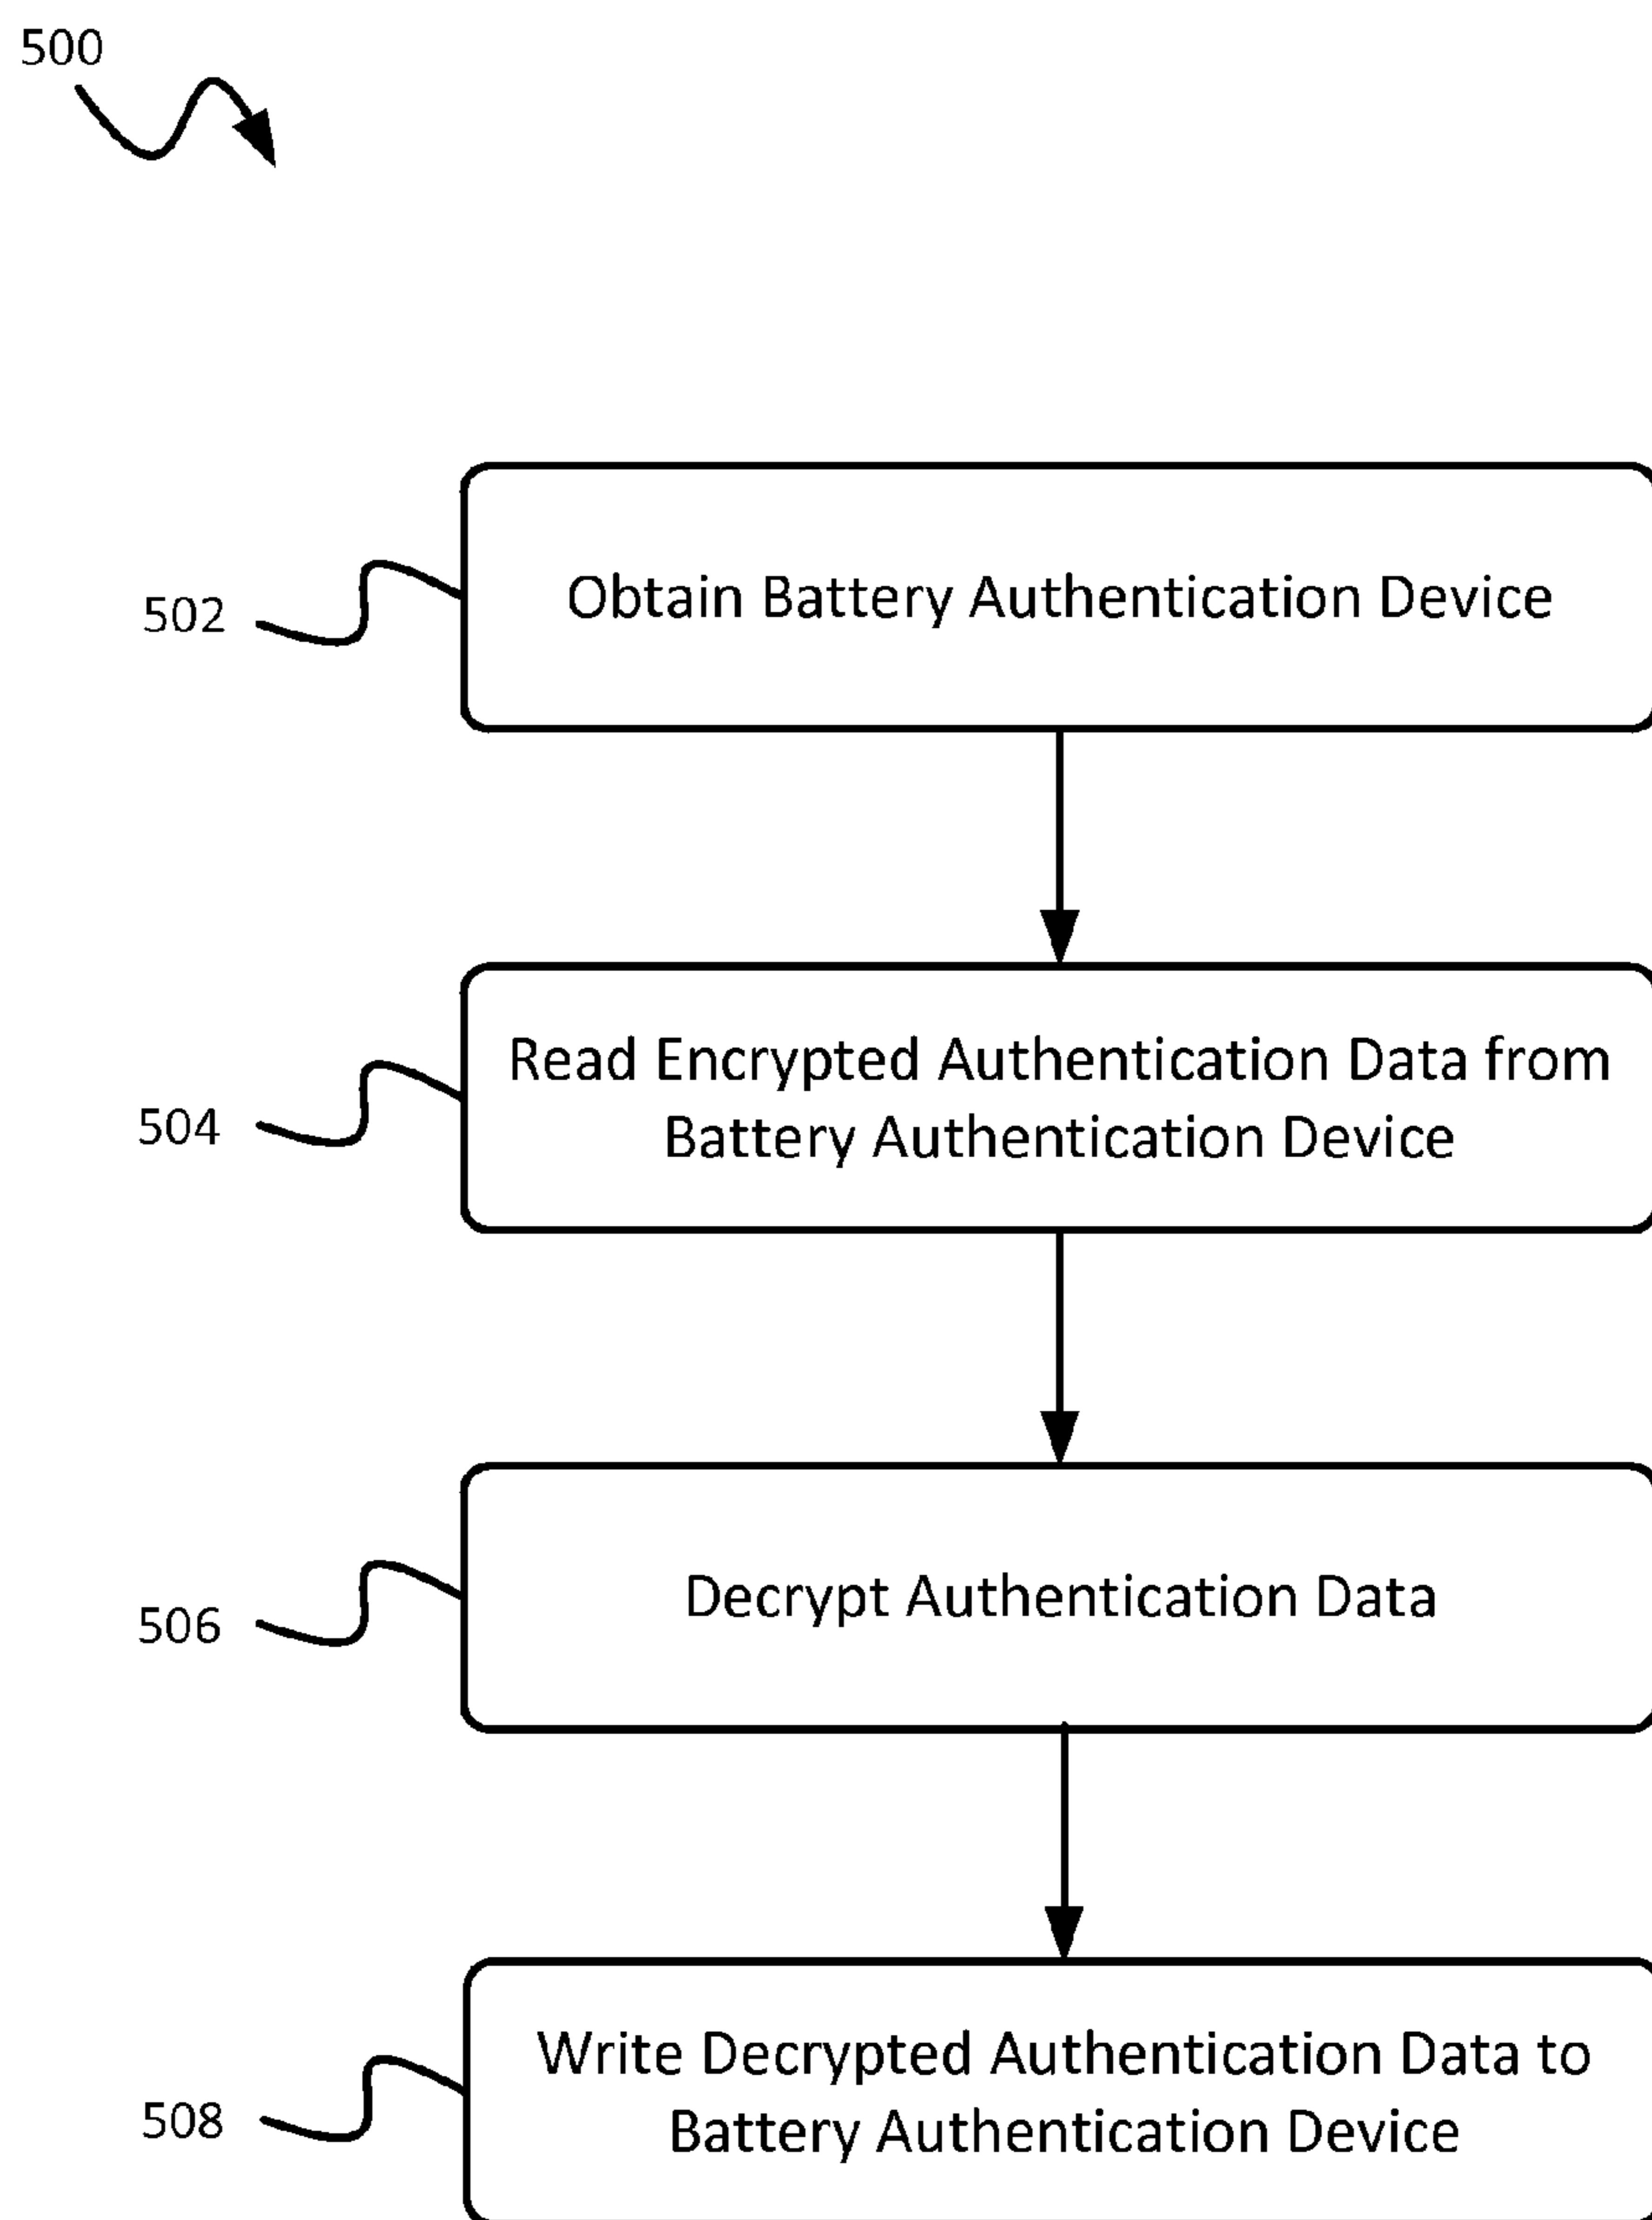 500
502
Obtain Battery Authentication Device
504
Read Encrypted Authentication Data from
Battery Authentication Device
506
Decrypt Authentication Data
508
Write Decrypted Authentication Data to
Battery Authentication Device